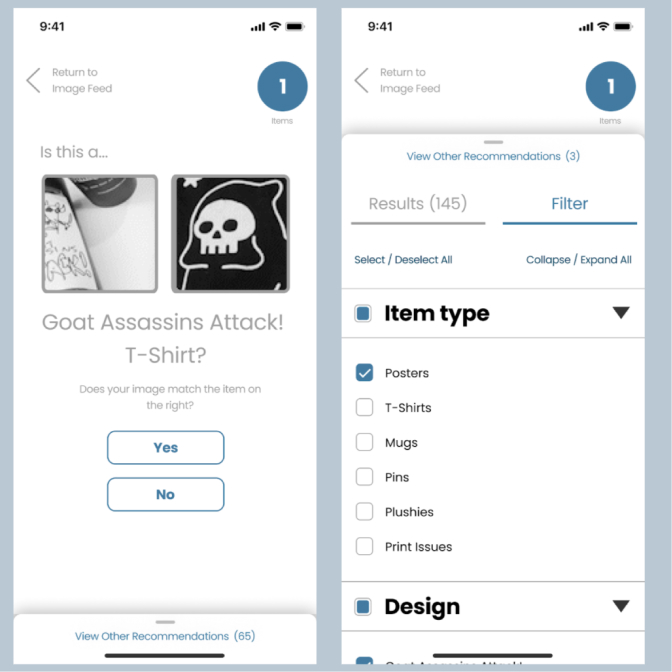 9:41
Return to
Image Feed
1
Items
Is this a...
Goat Assassins Attack!
T-Shirt?
Does your image match the item on
the right?
Yes
No
View Other Recommendations (65)
9:41
Return to
Image Feed
1
Items
View Other Recommendations (3)
Results (145)
Filter
Select / Deselect All
Collapse / Expand All
Item type
Posters
T-Shirts
Mugs
Pins
Plushies
Print Issues
Design